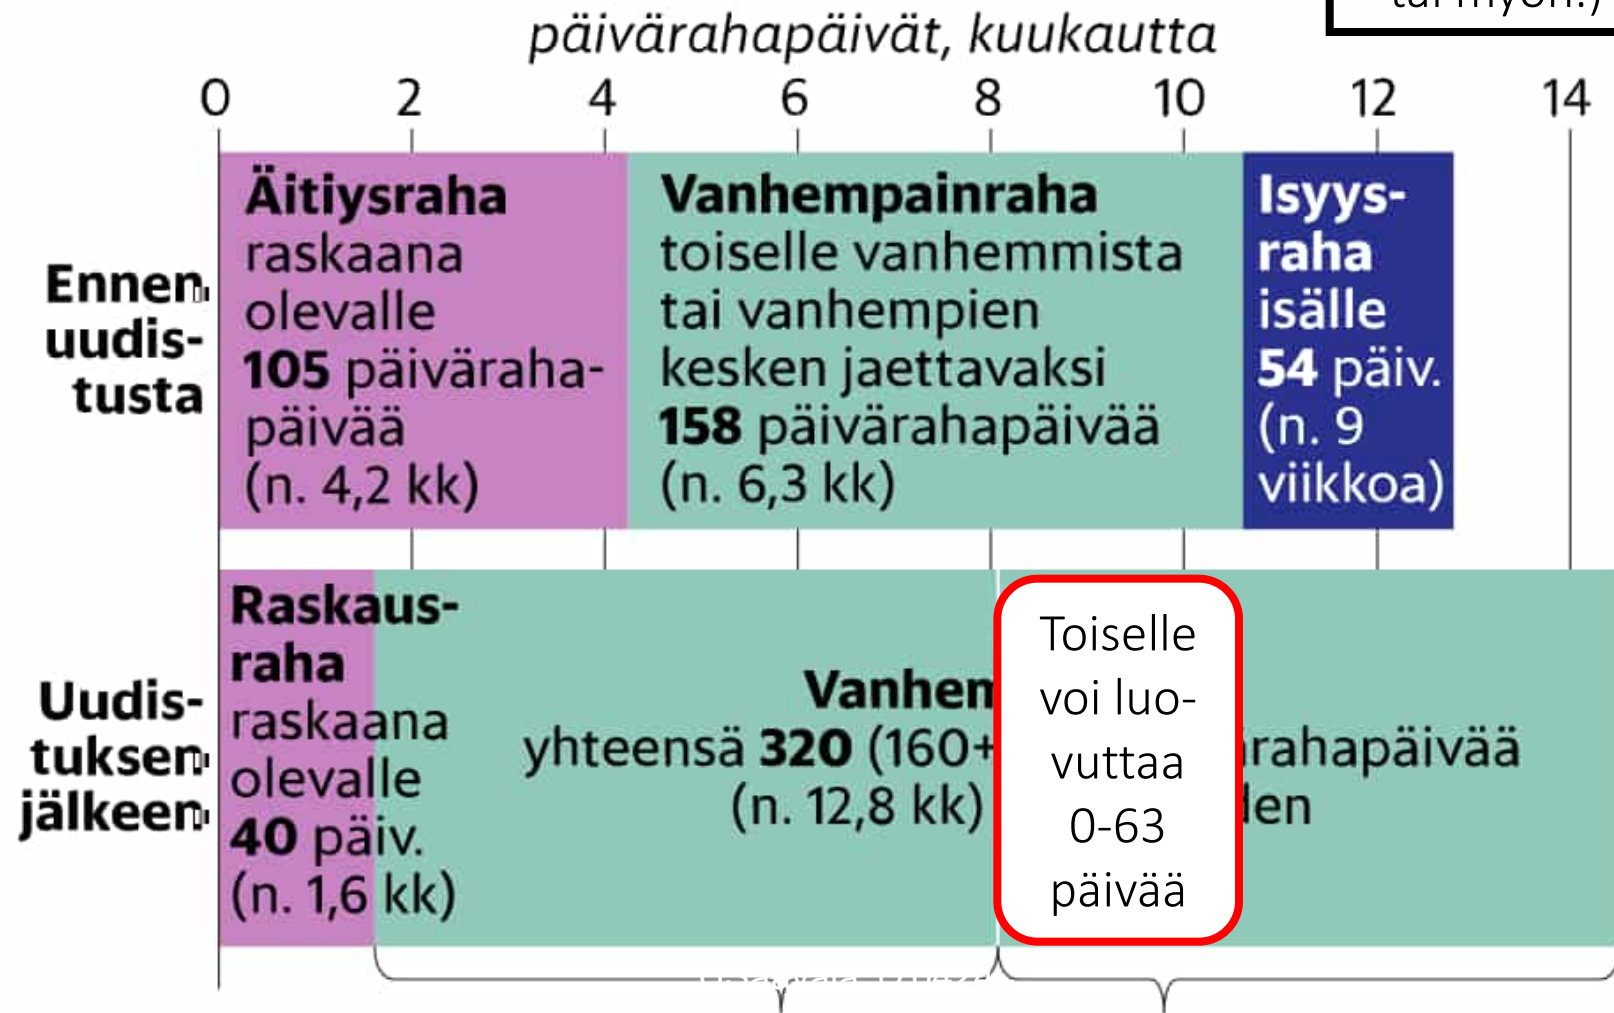 tai myöh.)
päivärahapäivät, kuukautta
0 2 4 6 8 10 12 14
Ennen
uudis-
tusta
Äitiysraha
raskaana
olevalle
105 päiväraha-
päivää
(n. 4,2 kk)
Vanhempainraha
toiselle vanhemmista
tai vanhempien
kesken jaettavaksi
158 päivärahapäivää
(n. 6,3 kk)
Isyys-
raha
isälle
54 päiv.
(n. 9
viikkoa)
Uudis-
tuksen
jälkeen
Raskaus-
raha
raskaana
olevalle
40 päiv.
(n. 1,6 kk)
Vanhem
yhteensä 320 (160+ ärahapäivää
(n. 12,8 kk) den
Toiselle
voi luo-
vuttaa
0-63
päivää